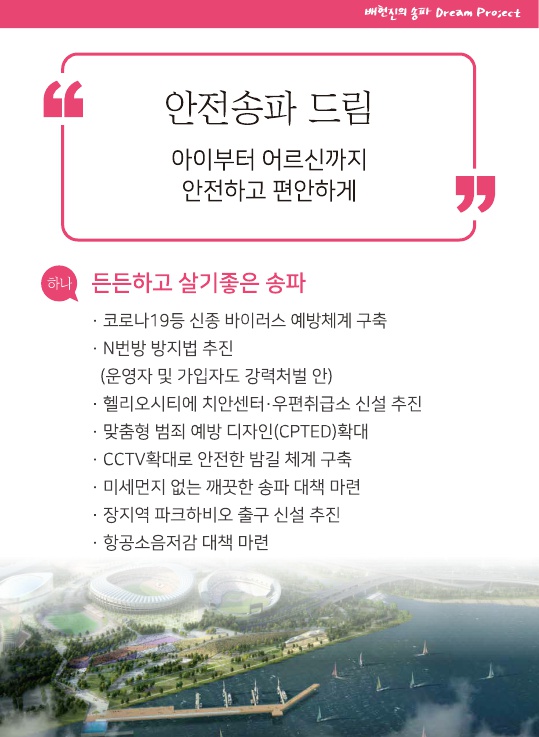 배현진의 송파 Dream Project
“
안전송파 드림
아이부터 어르신까지
안전하고 편안하게
”
하나 든든하고 살기좋은 송파
· 코로나19등 신종 바이러스 예방체계 구축
· N번방 방지법 추진
(운영자 및 가입자도 강력처벌 안)
· 헬리오시티에 치안센터·우편취급소 신설 추진
· 맞춤형 범죄 예방 디자인(CPTED)확대
· CCTV확대로 안전한 밤길 체계 구축
· 미세먼지 없는 깨끗한 송파 대책 마련
· 장지역 파크하비오 출구 신설 추진
· 항공소음저감 대책 마련